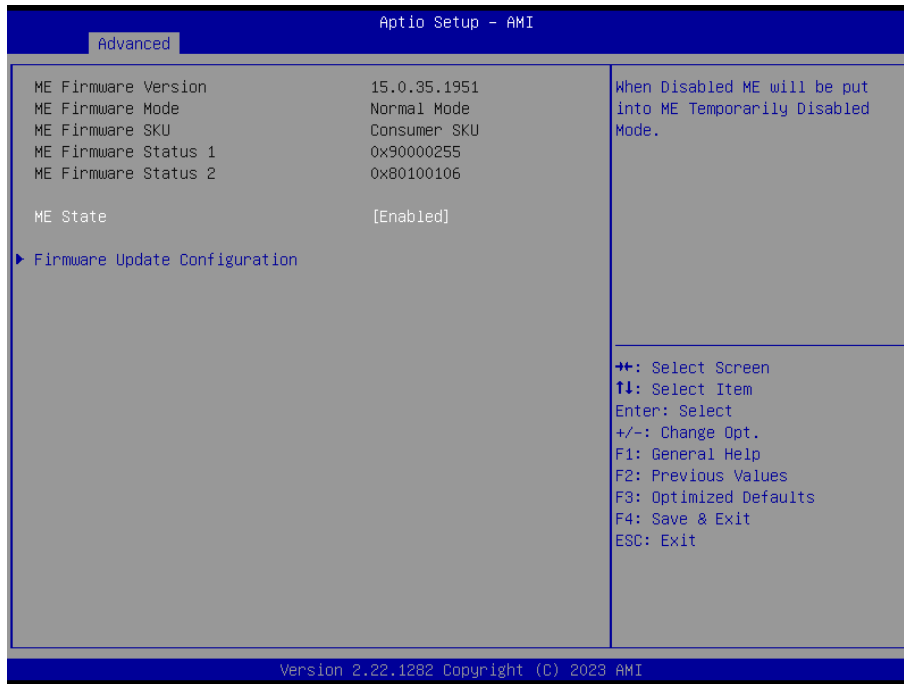 Aptio Setup - AMI
Advanced
ME Firmware Version 15.0.35.1951
ME Firmware Mode Normal Mode
ME Firmware SKU Consumer SKU
ME Firmware Status 1 0x90000255
ME Firmware Status 2 0x80100106
ME State [Enabled]
► Firmware Update Configuration
When Disabled ME will be put
into ME Temporarily Disabled
Mode.
→←: Select Screen
↑↓: Select Item
Enter: Select
+/-: Change Opt.
F1: General Help
F2: Previous Values
F3: Optimized Defaults
F4: Save & Exit
ESC: Exit
Version 2.22.1282 Copyright (C) 2023 AMI